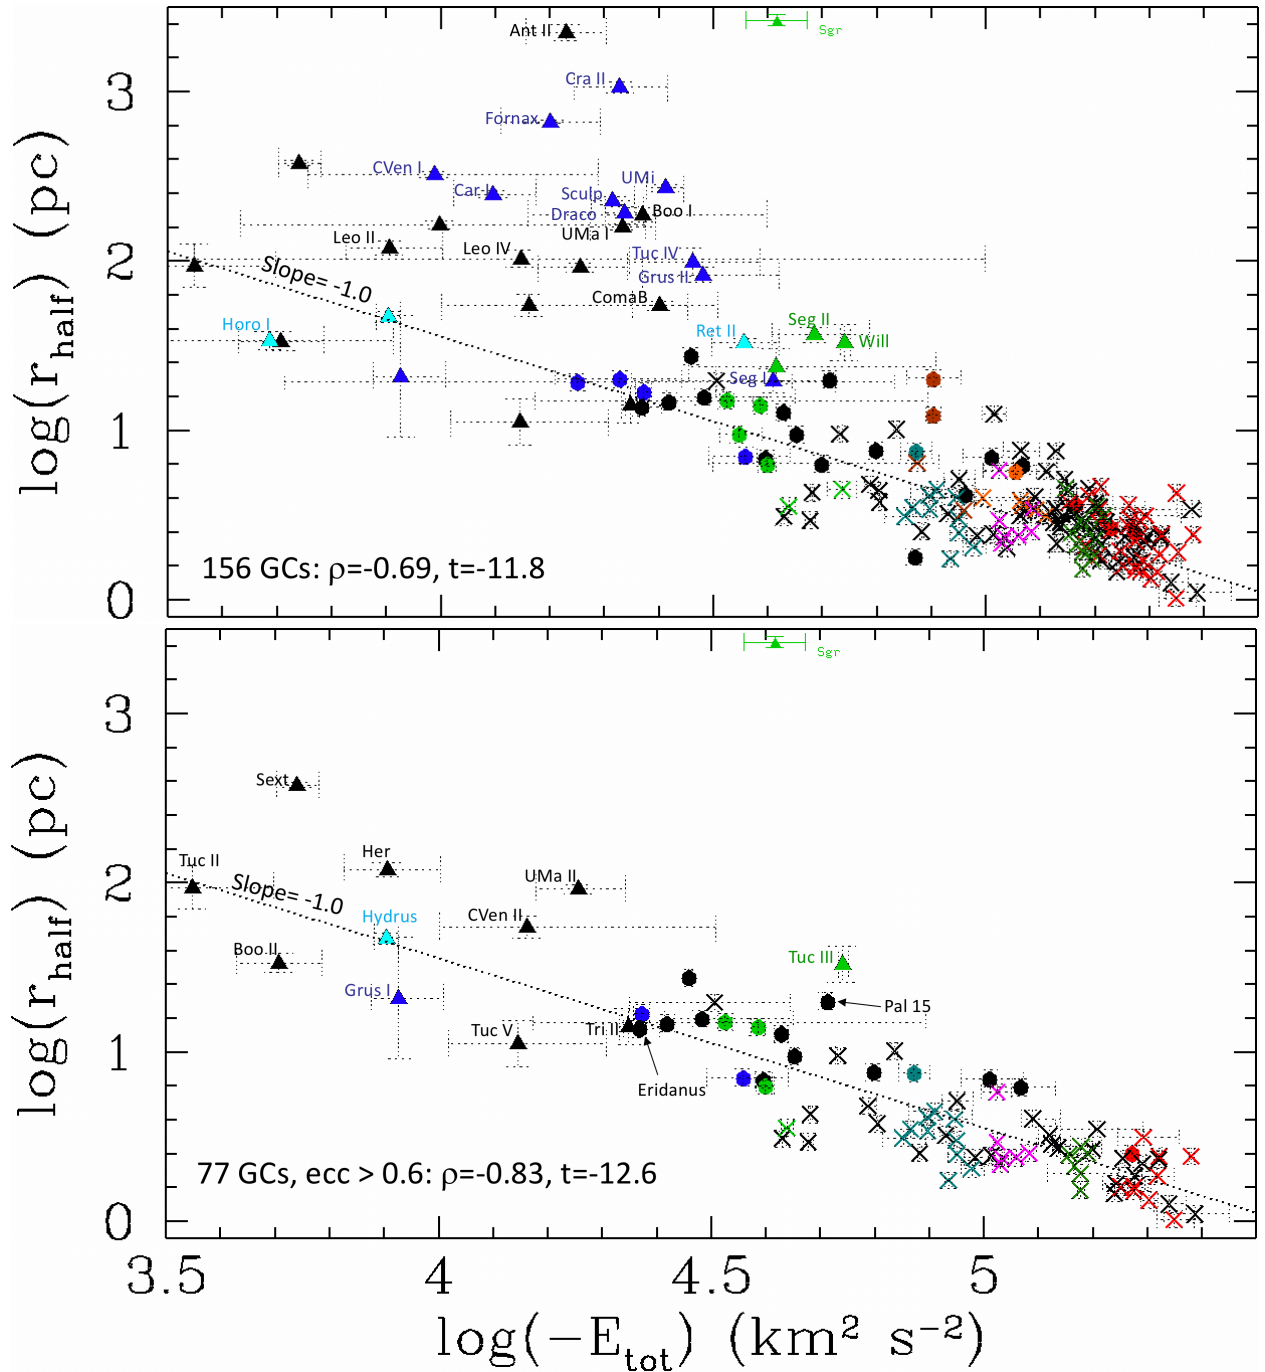 Ant II
Sgr
3
Cra II
Fornax
CVen I
Car I
Sculp
UMi
Draco
Boo I
UMa I
Leo II
Leo IV
Tuc IV
Grus II
2
Slope= -1.0
ComaB
Horo I
Ret II
Seg II
Will
Seg I
1
156 GCs: ρ=-0.69, t=-11.8
0
log(r_half) (pc)
Sgr
3
Sext
Tuc II
Her
UMa II
2
Slope= -1.0
Hydrus
CVen II
Boo II
Tuc III
Grus I
Pal 15
Tuc V
Tri II
1
Eridanus
77 GCs, ecc > 0.6: ρ=-0.83, t=-12.6
0
log(r_half) (pc)
3.5 4 4.5 5
log(−E_tot) (km² s⁻²)